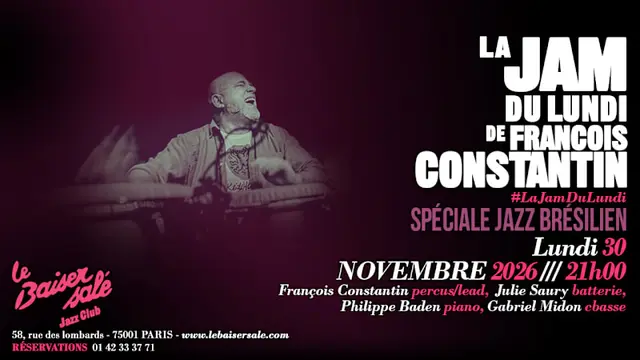 LA
JAM
DU LUNDI
DE FRANÇOIS
CONSTANTIN
#LaJamDuLundi
SPÉCIALE JAZZ BRÉSILIEN
Lundi 30
NOVEMBRE 2026 /// 21h00
François Constantin percus/lead, Julie Saury batterie,
Philippe Baden piano, Gabriel Midon cbasse
le
Baiser
salé
Jazz Club
58, rue des lombards - 75001 PARIS - www.lebaisersale.com
RÉSERVATIONS 01 42 33 37 71